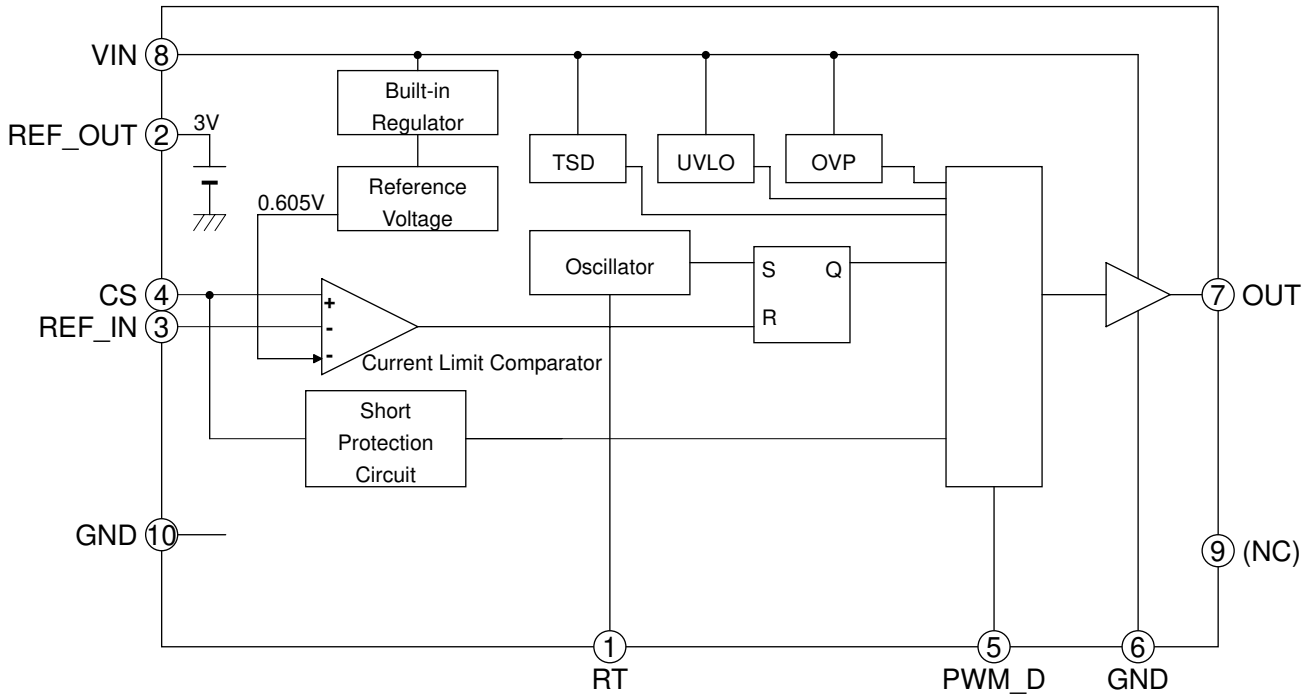 VIN 8
Built-in
Regulator
REF_OUT 2 3V
TSD
UVLO
OVP
Reference
Voltage
0.605V
Oscillator
S Q
R
CS 4
REF_IN 3
+
-
-
Current Limit Comparator
7 OUT
Short
Protection
Circuit
GND 10
9 (NC)
1
RT
5
PWM_D
6
GND